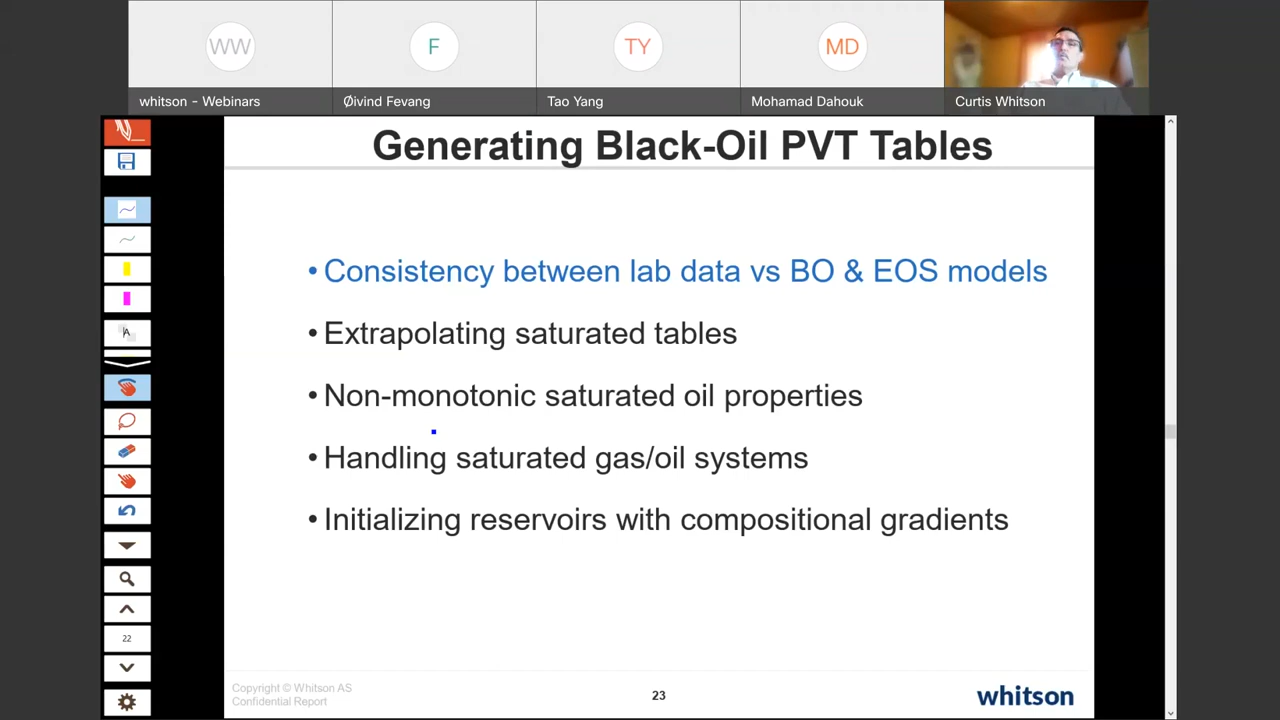 WW
F
TY
MD
whitson - Webinars
Øivind Fevang
Tao Yang
Mohamad Dahouk
Curtis Whitson
Generating Black-Oil PVT Tables
• Consistency between lab data vs BO & EOS models
• Extrapolating saturated tables
• Non-monotonic saturated oil properties
• Handling saturated gas/oil systems
• Initializing reservoirs with compositional gradients
A
22
Copyright © Whitson AS
Confidential Report
23
whitson